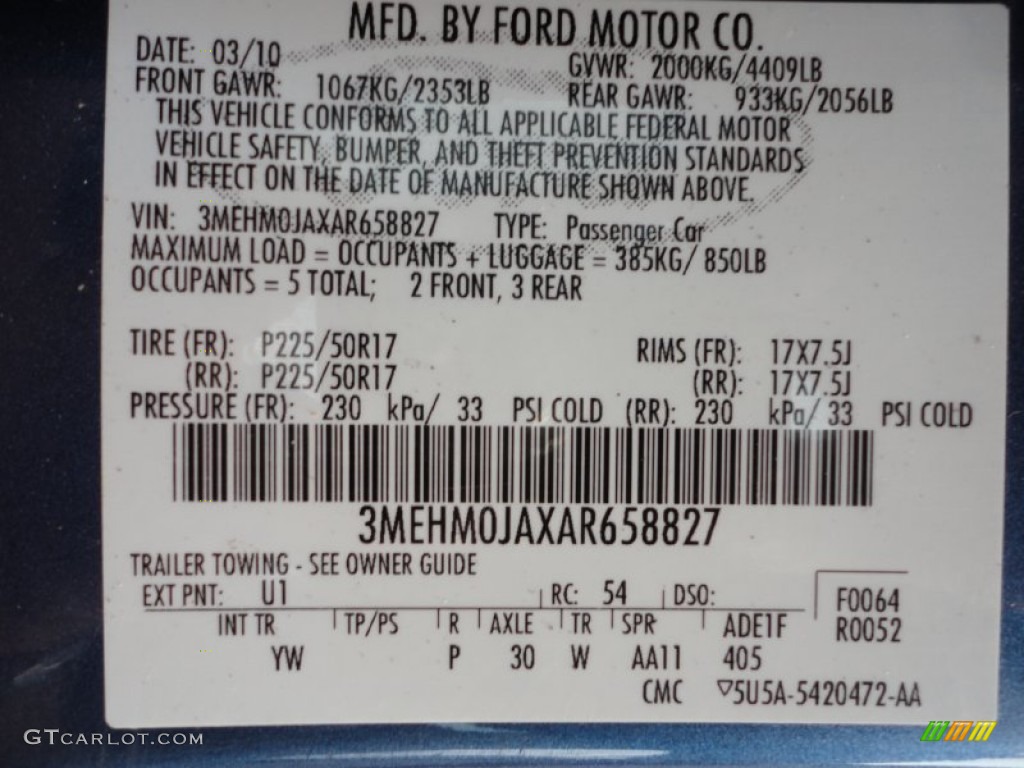 MFD. BY FORD MOTOR CO.
DATE: 03/10 GVWR: 2000KG/4409LB
FRONT GAWR: 1067KG/2353LB REAR GAWR: 933KG/2056LB
THIS VEHICLE CONFORMS TO ALL APPLICABLE FEDERAL MOTOR
VEHICLE SAFETY, BUMPER, AND THEFT PREVENTION STANDARDS
IN EFFECT ON THE DATE OF MANUFACTURE SHOWN ABOVE.
VIN: 3MEHM0JAXAR658827 TYPE: Passenger Car
MAXIMUM LOAD = OCCUPANTS + LUGGAGE = 385KG/ 850LB
OCCUPANTS = 5 TOTAL; 2 FRONT, 3 REAR
TIRE (FR): P225/50R17 RIMS (FR): 17X7.5J
(RR): P225/50R17 (RR): 17X7.5J
PRESSURE (FR): 230 kPa/ 33 PSI COLD (RR): 230 kPa/ 33 PSI COLD
3MEHM0JAXAR658827
TRAILER TOWING - SEE OWNER GUIDE
EXT PNT: U1 RC: 54 DSO: F0064
INT TR TP/PS R AXLE TR SPR ADE1F R0052
YW P 30 W AA11 405
CMC ▽5U5A-5420472-AA
GTCARLOT.COM